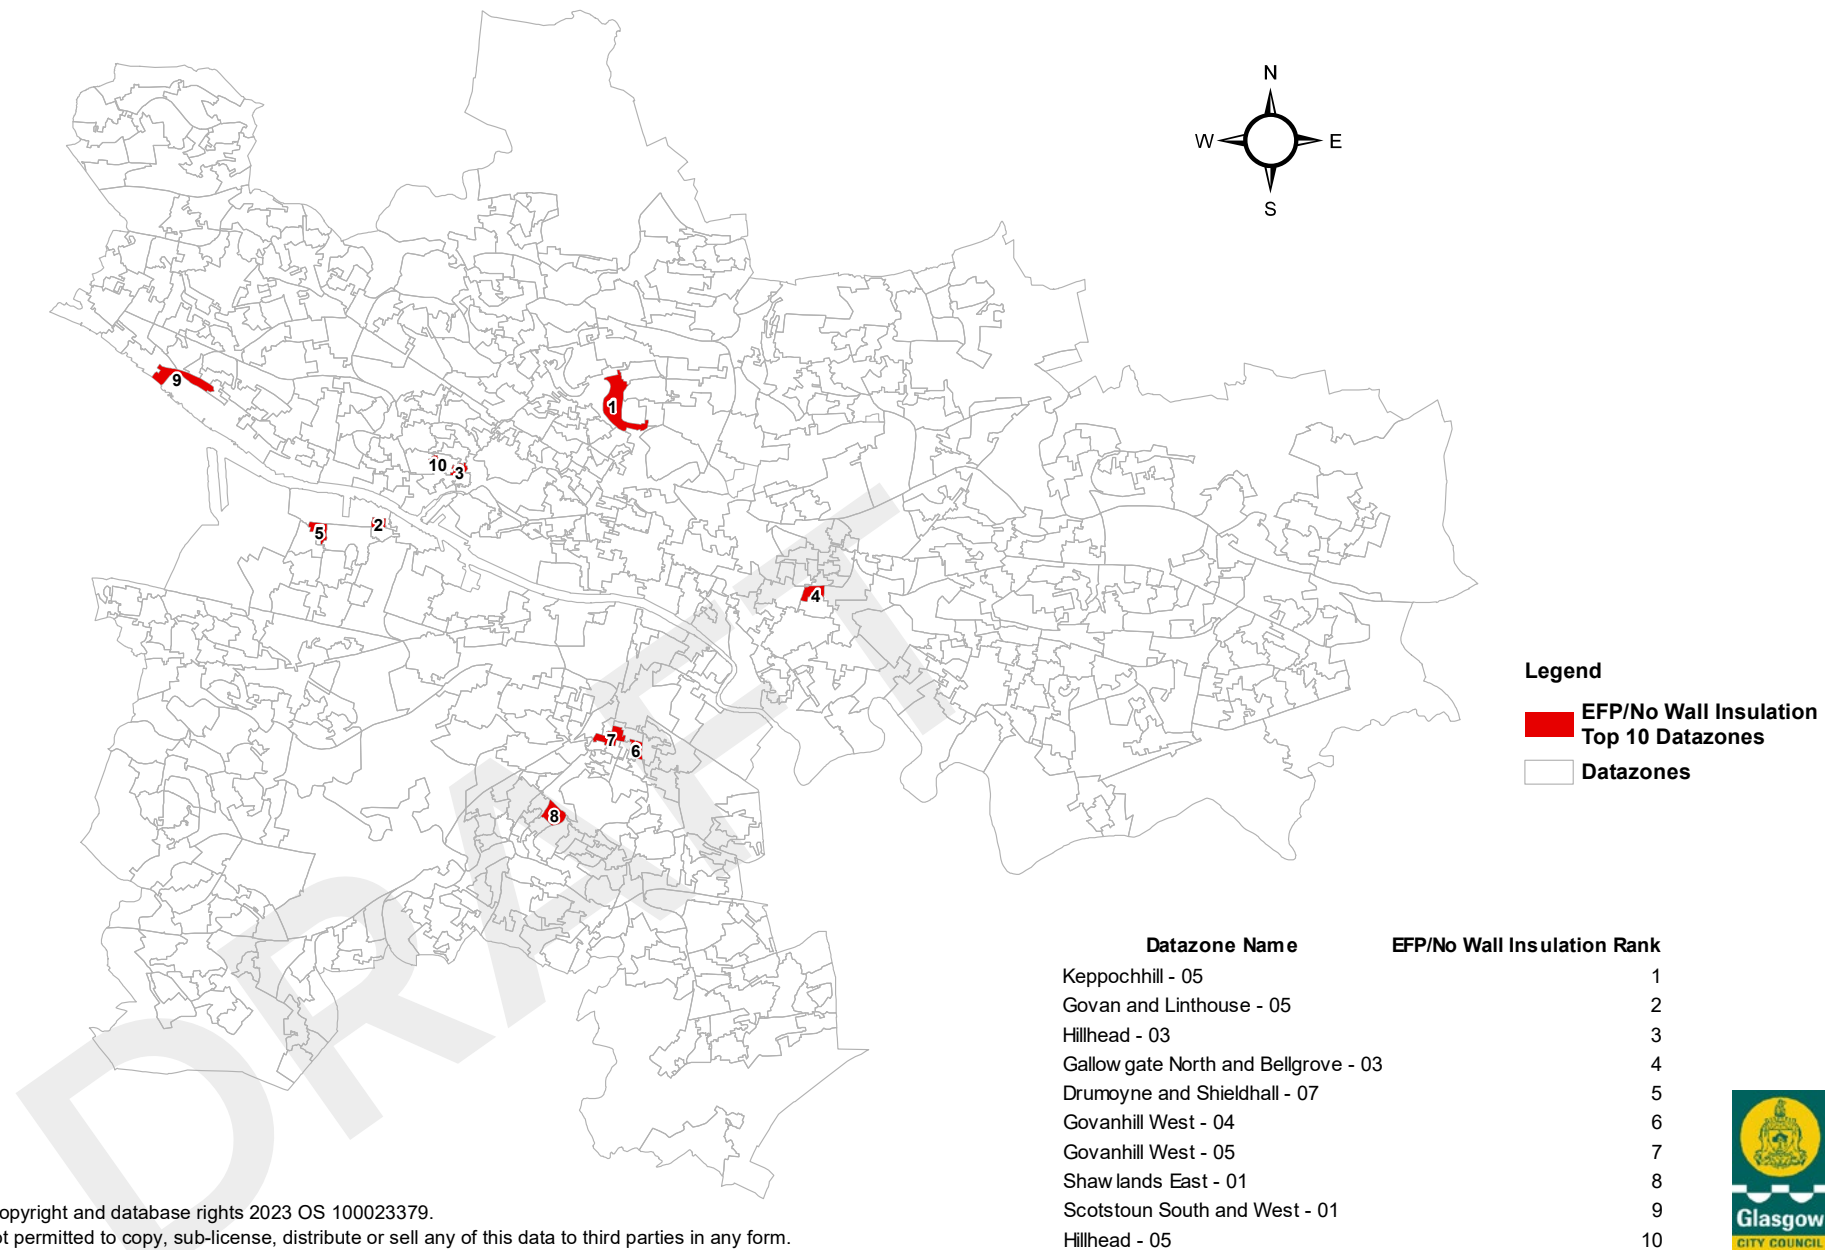 N
W E
S
9
1
10
3
5
2
4
7
6
8
DRAFT
Legend
EFP/No Wall Insulation
Top 10 Datazones
Datazones
Datazone Name EFP/No Wall Insulation Rank
Keppochhill - 05 1
Govan and Linthouse - 05 2
Hillhead - 03 3
Gallowgate North and Bellgrove - 03 4
Drumoyne and Shieldhall - 07 5
Govanhill West - 04 6
Govanhill West - 05 7
Shawlands East - 01 8
Scotstoun South and West - 01 9
Hillhead - 05 10
opyright and database rights 2023 OS 100023379.
ot permitted to copy, sub-license, distribute or sell any of this data to third parties in any form.
Glasgow
CITY COUNCIL